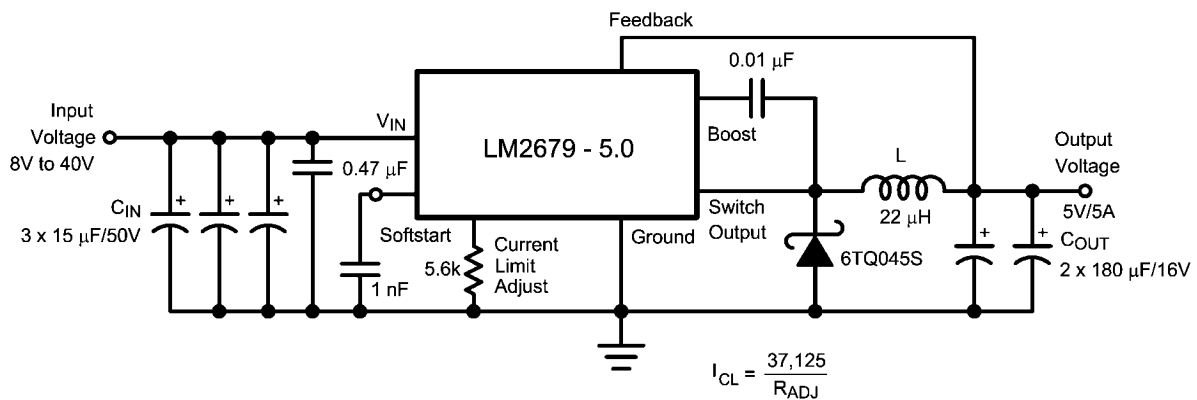 Feedback
0.01 μF
Input
Voltage
8V to 40V
VIN
LM2679 - 5.0
Boost
Output
Voltage
0.47 μF
L
CIN
3 x 15 μF/50V
Softstart
Ground
Switch
Output
22 μH
5V/5A
5.6k
Current
Limit
Adjust
1 nF
6TQ045S
COUT
2 x 180 μF/16V
+
+
+
+
+
ICL = 37,125
RADJ